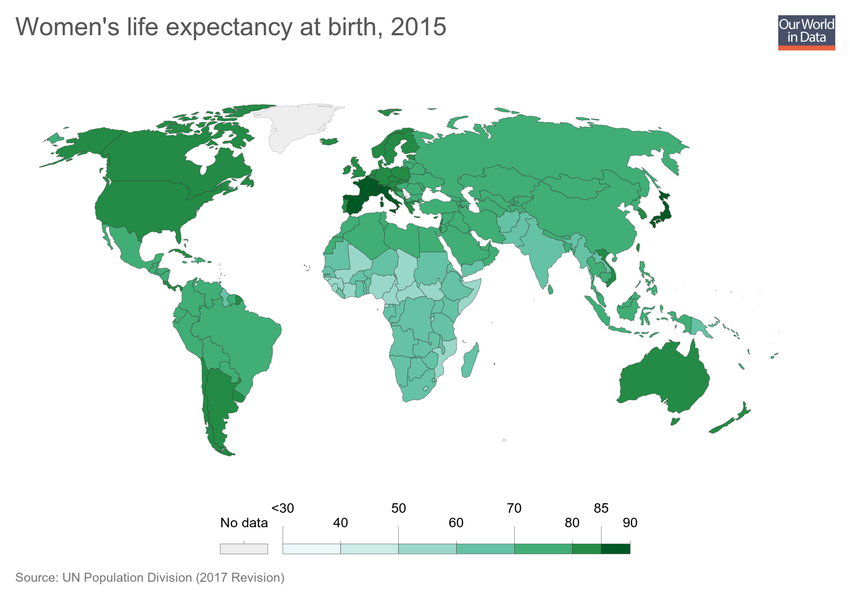 Women's life expectancy at birth, 2015
Our World
in Data
<30 50 70 85
No data 40 60 80 90
Source: UN Population Division (2017 Revision)